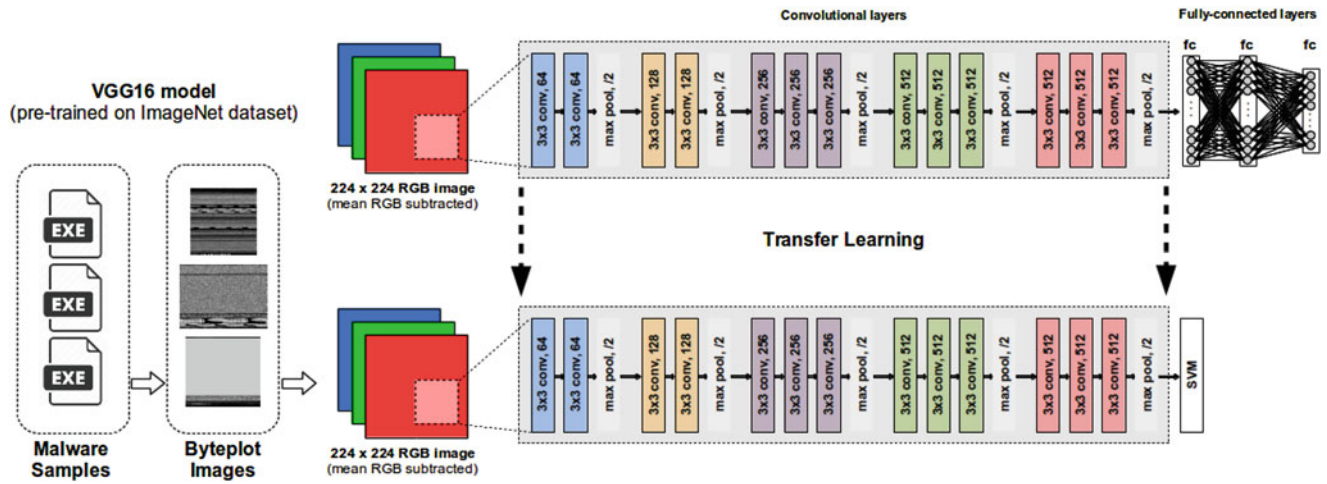 Convolutional layers
Fully-connected layers
fc
fc
fc
VGG16 model
(pre-trained on ImageNet dataset)
3x3 conv, 64
3x3 conv, 64
max pool, /2
3x3 conv, 128
3x3 conv, 128
max pool, /2
3x3 conv, 256
3x3 conv, 256
3x3 conv, 256
max pool, /2
3x3 conv, 512
3x3 conv, 512
3x3 conv, 512
max pool, /2
3x3 conv, 512
3x3 conv, 512
3x3 conv, 512
max pool, /2
224 x 224 RGB image
(mean RGB subtracted)
Transfer Learning
EXE
EXE
EXE
3x3 conv, 64
3x3 conv, 64
max pool, /2
3x3 conv, 128
3x3 conv, 128
max pool, /2
3x3 conv, 256
3x3 conv, 256
3x3 conv, 256
max pool, /2
3x3 conv, 512
3x3 conv, 512
3x3 conv, 512
max pool, /2
3x3 conv, 512
3x3 conv, 512
3x3 conv, 512
max pool, /2
SVM
Malware
Samples
Byteplot
Images
224 x 224 RGB image
(mean RGB subtracted)